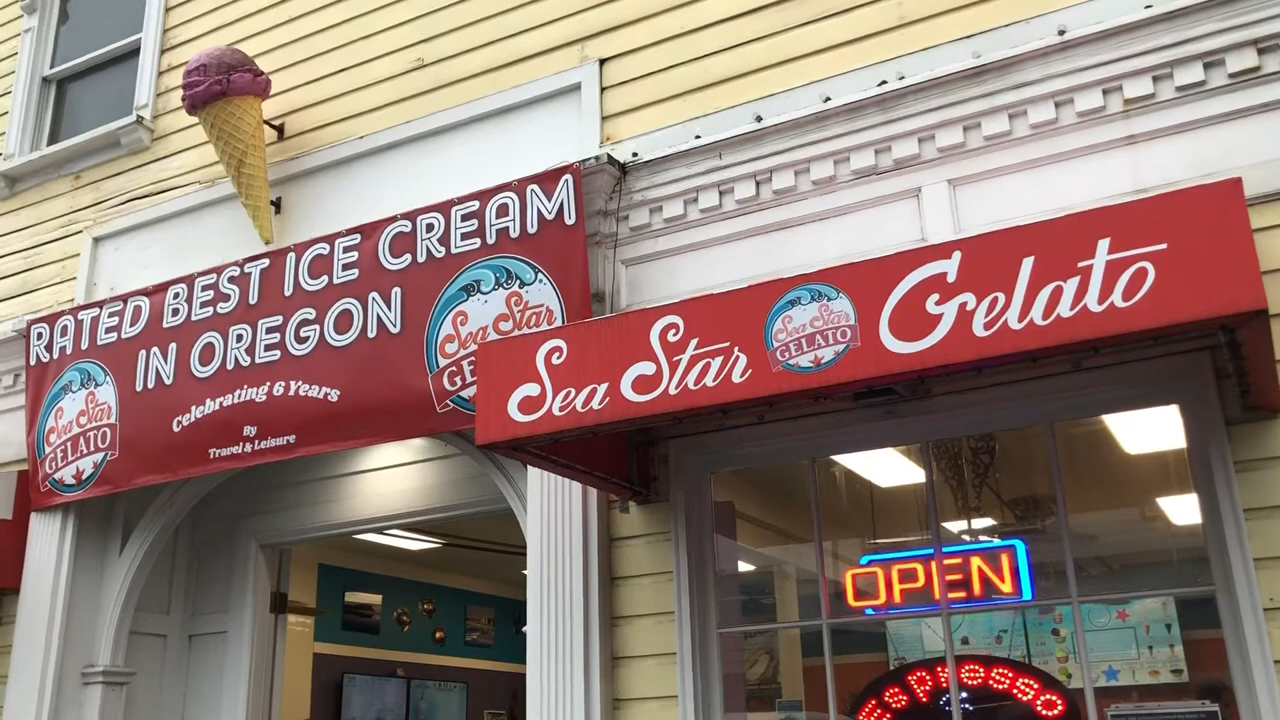 RATED BEST ICE CREAM
IN OREGON
Celebrating 6 Years
By
Travel & Leisure
Sea Star
GELATO
Sea Star
GE
Sea Star
Sea Star
GELATO
Gelato
OPEN
Espresso